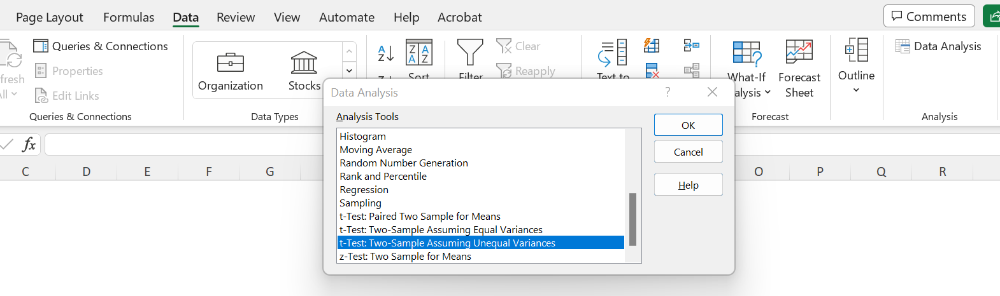 Page Layout Formulas Data Review View Automate Help Acrobat Comments
Queries & Connections
Properties
Edit Links
Queries & Connections
Organization Stocks
Data Types
A Z
Z A A Z
Sort
Filter
Clear
Reapply
Text to
What-If
alysis
Forecast
Sheet
Forecast
Outline
Data Analysis
Analysis
fx
C D E F G O P Q R
Data Analysis ?
Analysis Tools
Histogram
Moving Average
Random Number Generation
Rank and Percentile
Regression
Sampling
t-Test: Paired Two Sample for Means
t-Test: Two-Sample Assuming Equal Variances
t-Test: Two-Sample Assuming Unequal Variances
z-Test: Two Sample for Means
OK
Cancel
Help